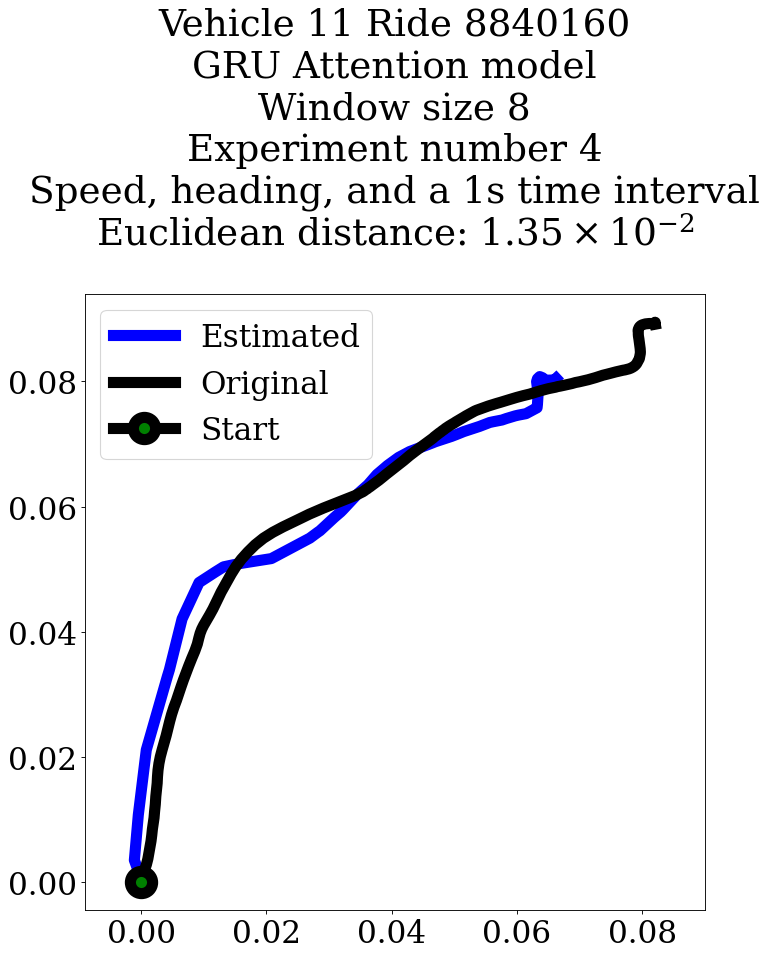 Vehicle 11 Ride 8840160
GRU Attention model
Window size 8
Experiment number 4
Speed, heading, and a 1s time interval
Euclidean distance: 1.35 × 10⁻²
Estimated
Original
Start
0.08
0.06
0.04
0.02
0.00
0.00 0.02 0.04 0.06 0.08